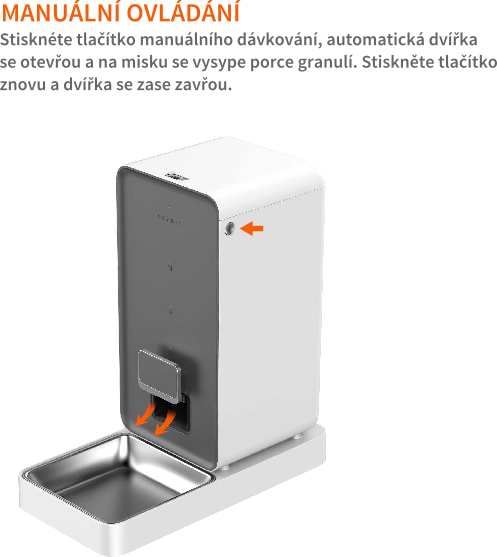 MANUÁLNÍ OVLÁDÁNÍ
Stisknéte tlačítko manuálního dávkování, automatická dvířka
se otevřou a na misku se vysype porce granulí. Stiskněte tlačítko
znovu a dvířka se zase zavřou.